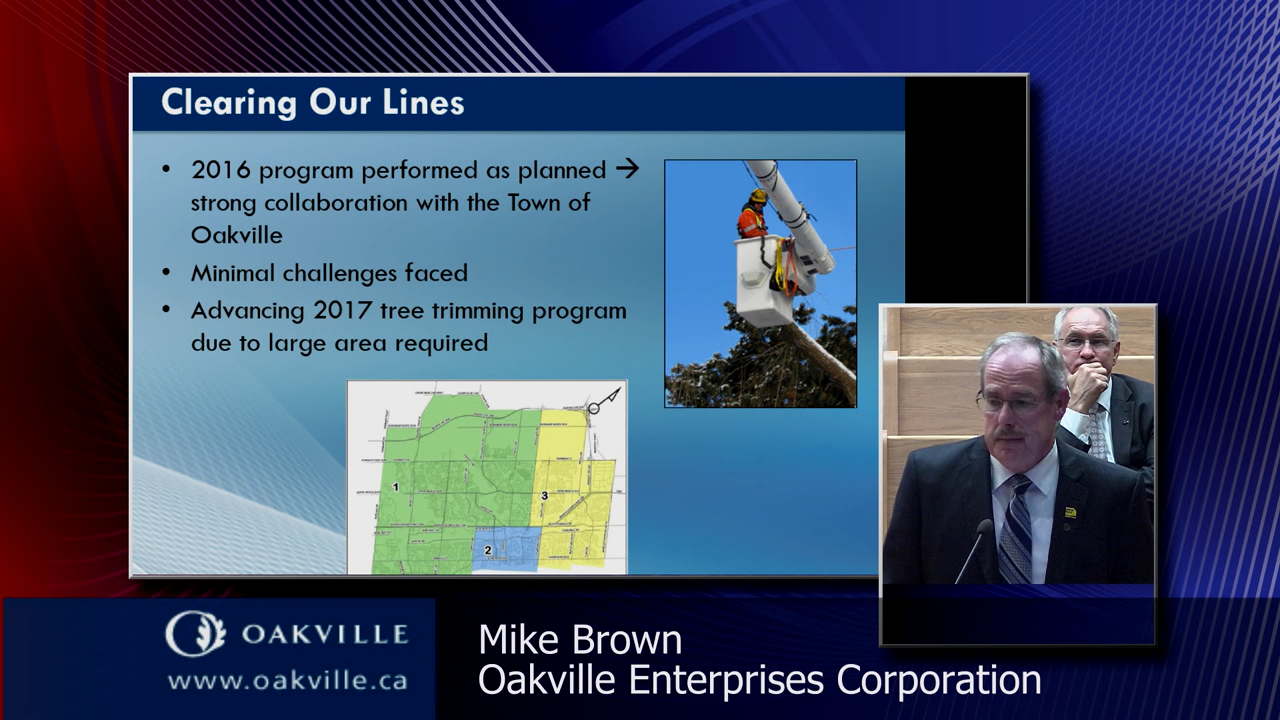 Clearing Our Lines
• 2016 program performed as planned →
strong collaboration with the Town of
Oakville
• Minimal challenges faced
• Advancing 2017 tree trimming program
due to large area required
1
3
2
OAKVILLE
www.oakville.ca
Mike Brown
Oakville Enterprises Corporation